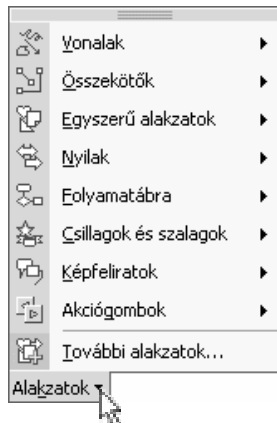 Vonalak
Összekötők
Egyszerű alakzatok
Nyilak
Folyamatábra
Csillagok és szalagok
Képfeliratok
Akciógombok
További alakzatok...
Alakzatok